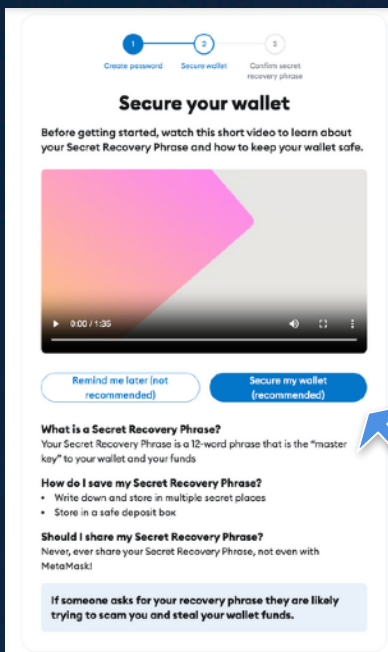 1
2
3
Create password
Secure wallet
Confirm secret
recovery phrase
Secure your wallet
Before getting started, watch this short video to learn about
your Secret Recovery Phrase and how to keep your wallet safe.
0:00 / 1:35
Remind me later (not
recommended)
Secure my wallet
(recommended)
What is a Secret Recovery Phrase?
Your Secret Recovery Phrase is a 12-word phrase that is the “master
key” to your wallet and your funds
How do I save my Secret Recovery Phrase?
• Write down and store in multiple secret places
• Store in a safe deposit box
Should I share my Secret Recovery Phrase?
Never, ever share your Secret Recovery Phrase, not even with
MetaMask!
If someone asks for your recovery phrase they are likely
trying to scam you and steal your wallet funds.